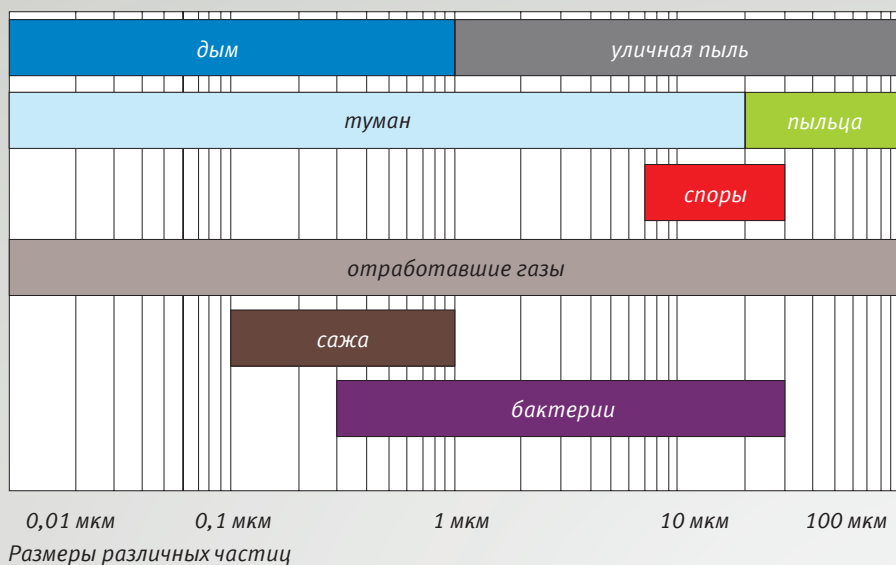 дым
уличная пыль
туман
пыльца
споры
отработавшие газы
сажа
бактерии
0,01 мкм 0,1 мкм 1 мкм 10 мкм 100 мкм
Размеры различных частиц